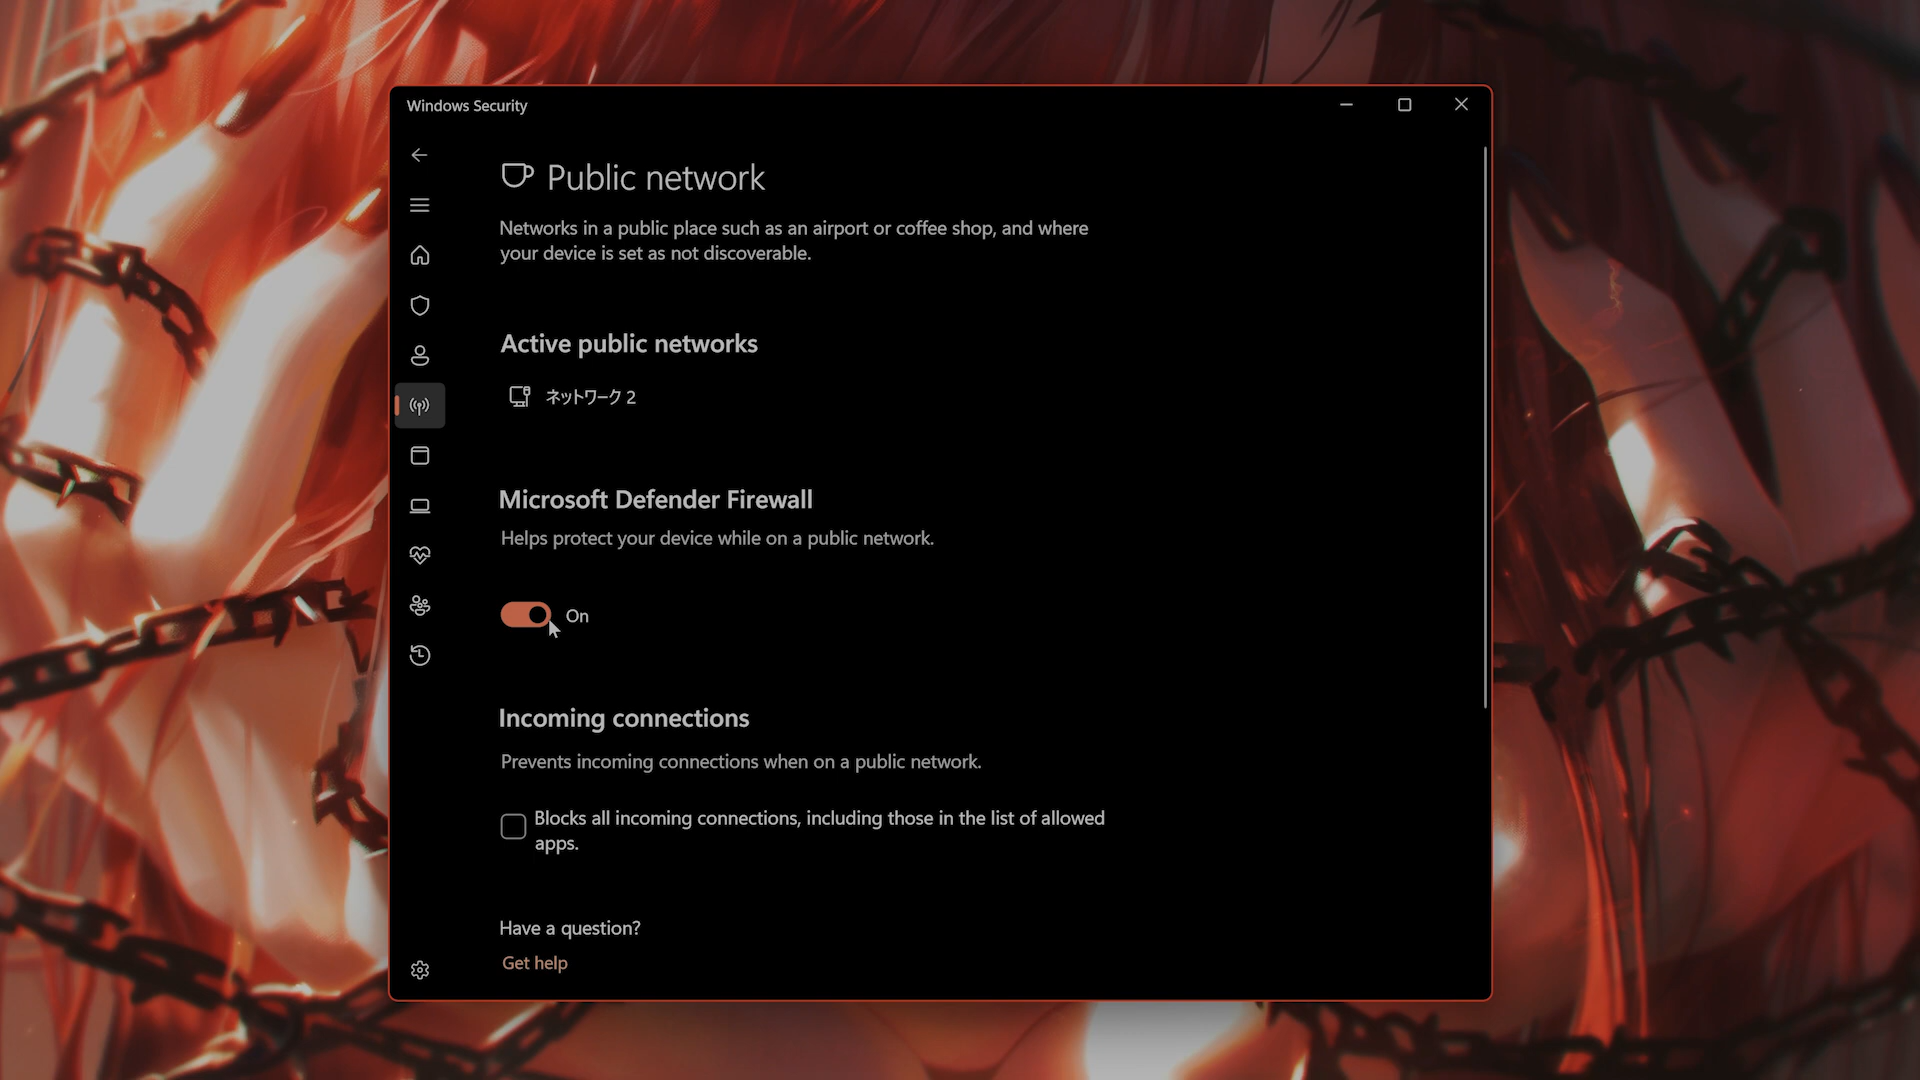 Windows Security
Public network
Networks in a public place such as an airport or coffee shop, and where
your device is set as not discoverable.
Active public networks
ネットワーク 2
Microsoft Defender Firewall
Helps protect your device while on a public network.
On
Incoming connections
Prevents incoming connections when on a public network.
Blocks all incoming connections, including those in the list of allowed
apps.
Have a question?
Get help